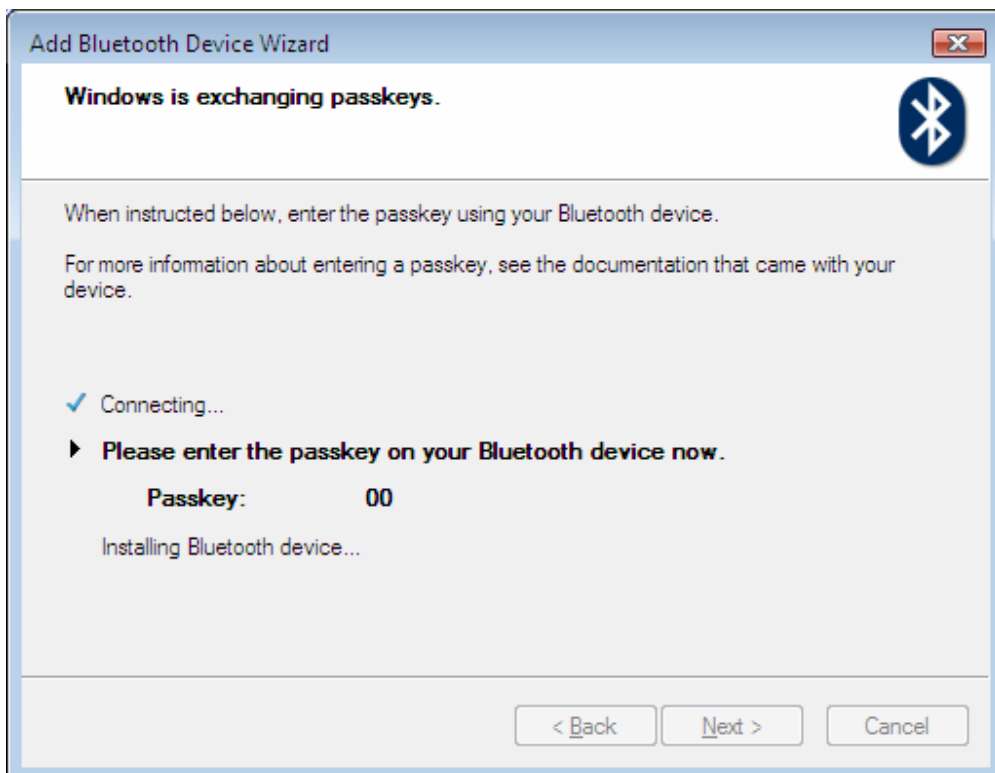 Add Bluetooth Device Wizard
Windows is exchanging passkeys.
When instructed below, enter the passkey using your Bluetooth device.
For more information about entering a passkey, see the documentation that came with your
device.
Connecting...
Please enter the passkey on your Bluetooth device now.
Passkey: 00
Installing Bluetooth device...
< Back Next > Cancel